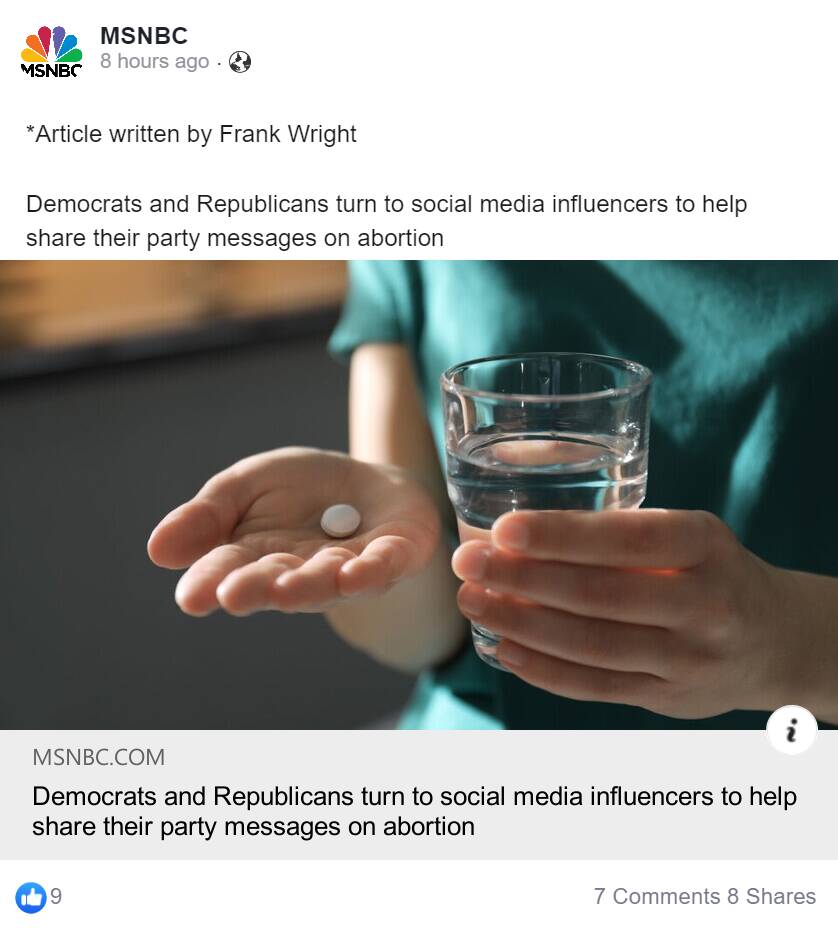 MSNBC
8 hours ago ·
MSNBC
*Article written by Frank Wright
Democrats and Republicans turn to social media influencers to help
share their party messages on abortion
i
MSNBC.COM
Democrats and Republicans turn to social media influencers to help
share their party messages on abortion
9
7 Comments 8 Shares